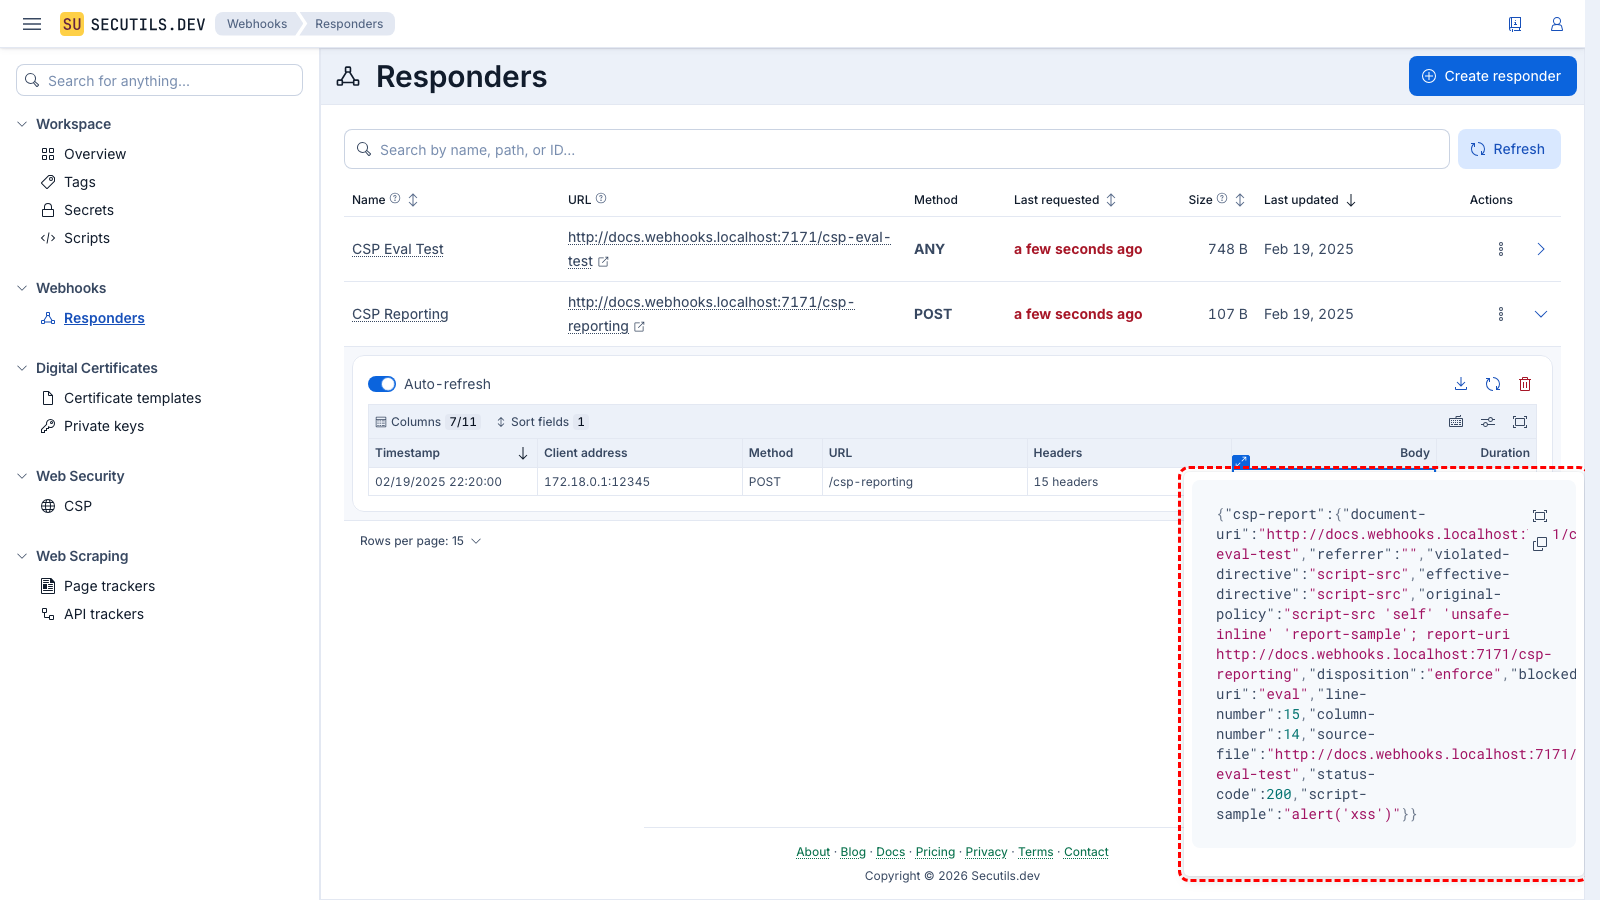 SU SECUTILS.DEV
Webhooks
Responders
Search for anything...
Workspace
Overview
Tags
Secrets
Scripts
Webhooks
Responders
Digital Certificates
Certificate templates
Private keys
Web Security
CSP
Web Scraping
Page trackers
API trackers
Responders
Create responder
Search by name, path, or ID...
Refresh
Name URL Method Last requested Size Last updated Actions
CSP Eval Test http://docs.webhooks.localhost:7171/csp-eval-
test ANY a few seconds ago 748 B Feb 19, 2025
CSP Reporting http://docs.webhooks.localhost:7171/csp-
reporting POST a few seconds ago 107 B Feb 19, 2025
Auto-refresh
Columns 7/11 Sort fields 1
Timestamp Client address Method URL Headers Body Duration
02/19/2025 22:20:00 172.18.0.1:12345 POST /csp-reporting 15 headers
Rows per page: 15
{"csp-report":{"document-
uri":"http://docs.webhooks.localhost: 1/c
eval-test","referrer":"","violated-
directive":"script-src","effective-
directive":"script-src","original-
policy":"script-src 'self' 'unsafe-
inline' 'report-sample'; report-uri
http://docs.webhooks.localhost:7171/csp-
reporting","disposition":"enforce","blocked
uri":"eval","line-
number":15,"column-
number":14,"source-
file":"http://docs.webhooks.localhost:7171/
eval-test","status-
code":200,"script-
sample":"alert('xss')"}}
About · Blog · Docs · Pricing · Privacy · Terms · Contact
Copyright © 2026 Secutils.dev